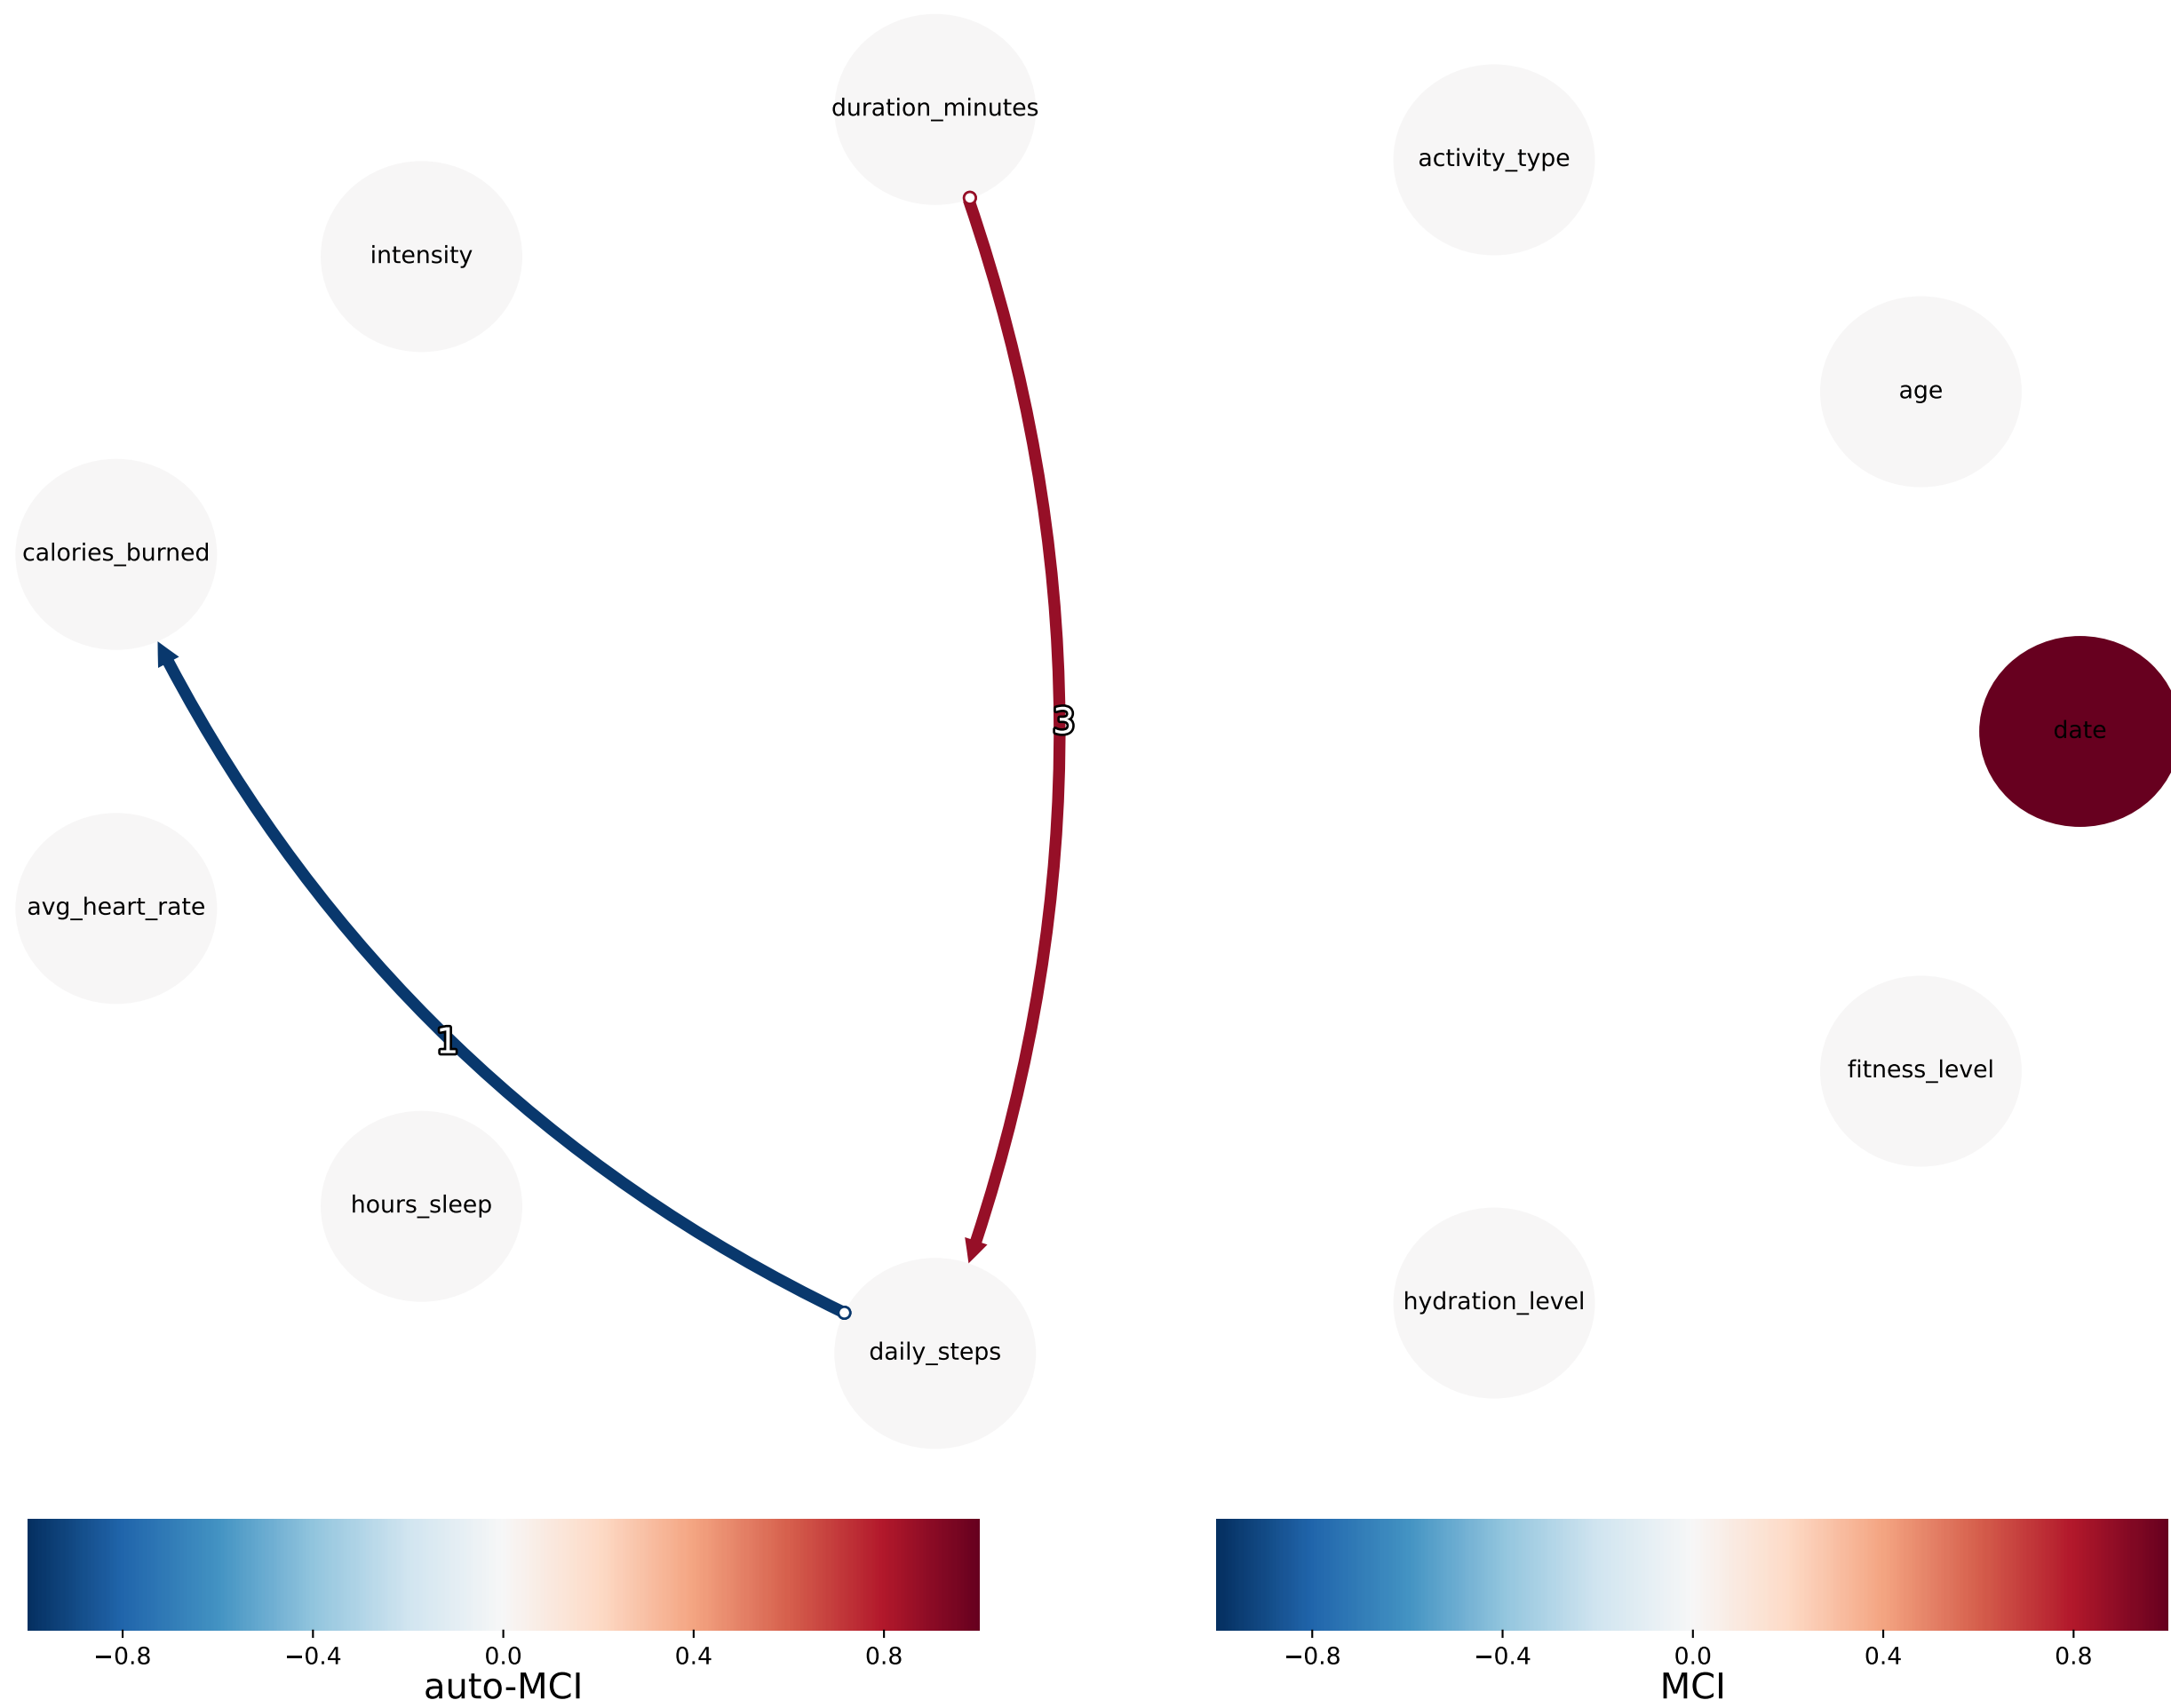 duration_minutes
activity_type
intensity
age
calories_burned
3
date
avg_heart_rate
1
fitness_level
hours_sleep
hydration_level
daily_steps
−0.8 −0.4 0.0 0.4 0.8
auto-MCI
−0.8 −0.4 0.0 0.4 0.8
MCI